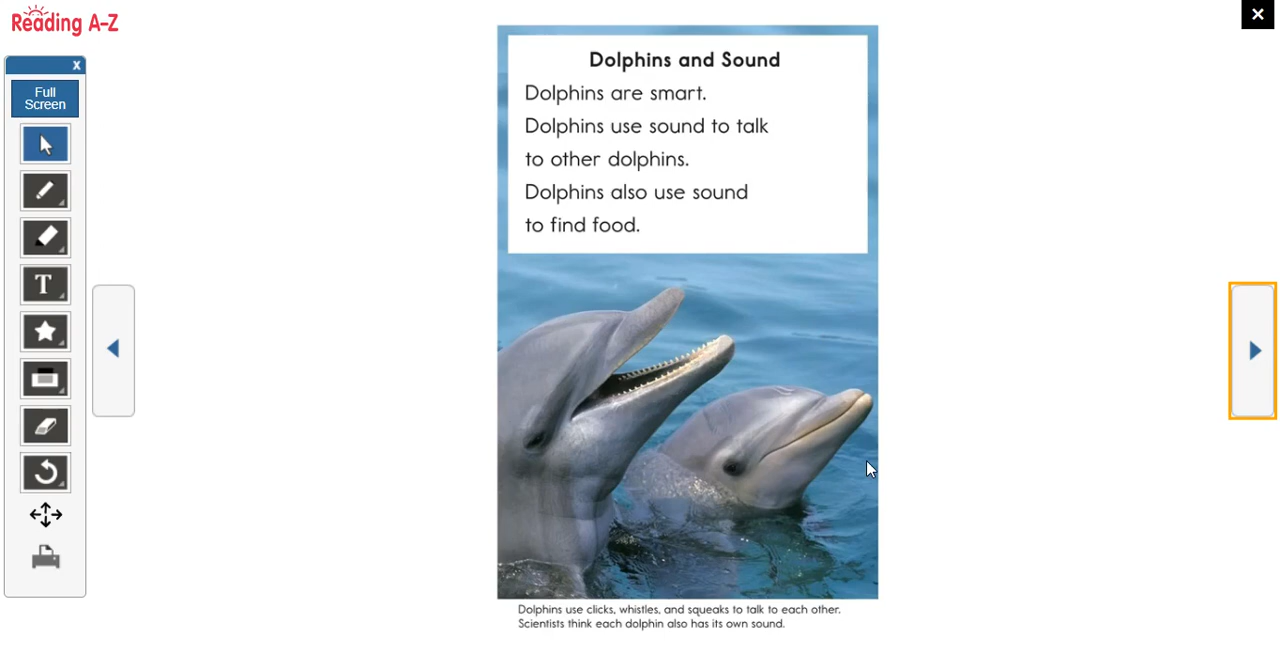 Reading A-Z
x
Full
Screen
T
Dolphins and Sound
Dolphins are smart.
Dolphins use sound to talk
to other dolphins.
Dolphins also use sound
to find food.
Dolphins use clicks, whistles, and squeaks to talk to each other.
Scientists think each dolphin also has its own sound.